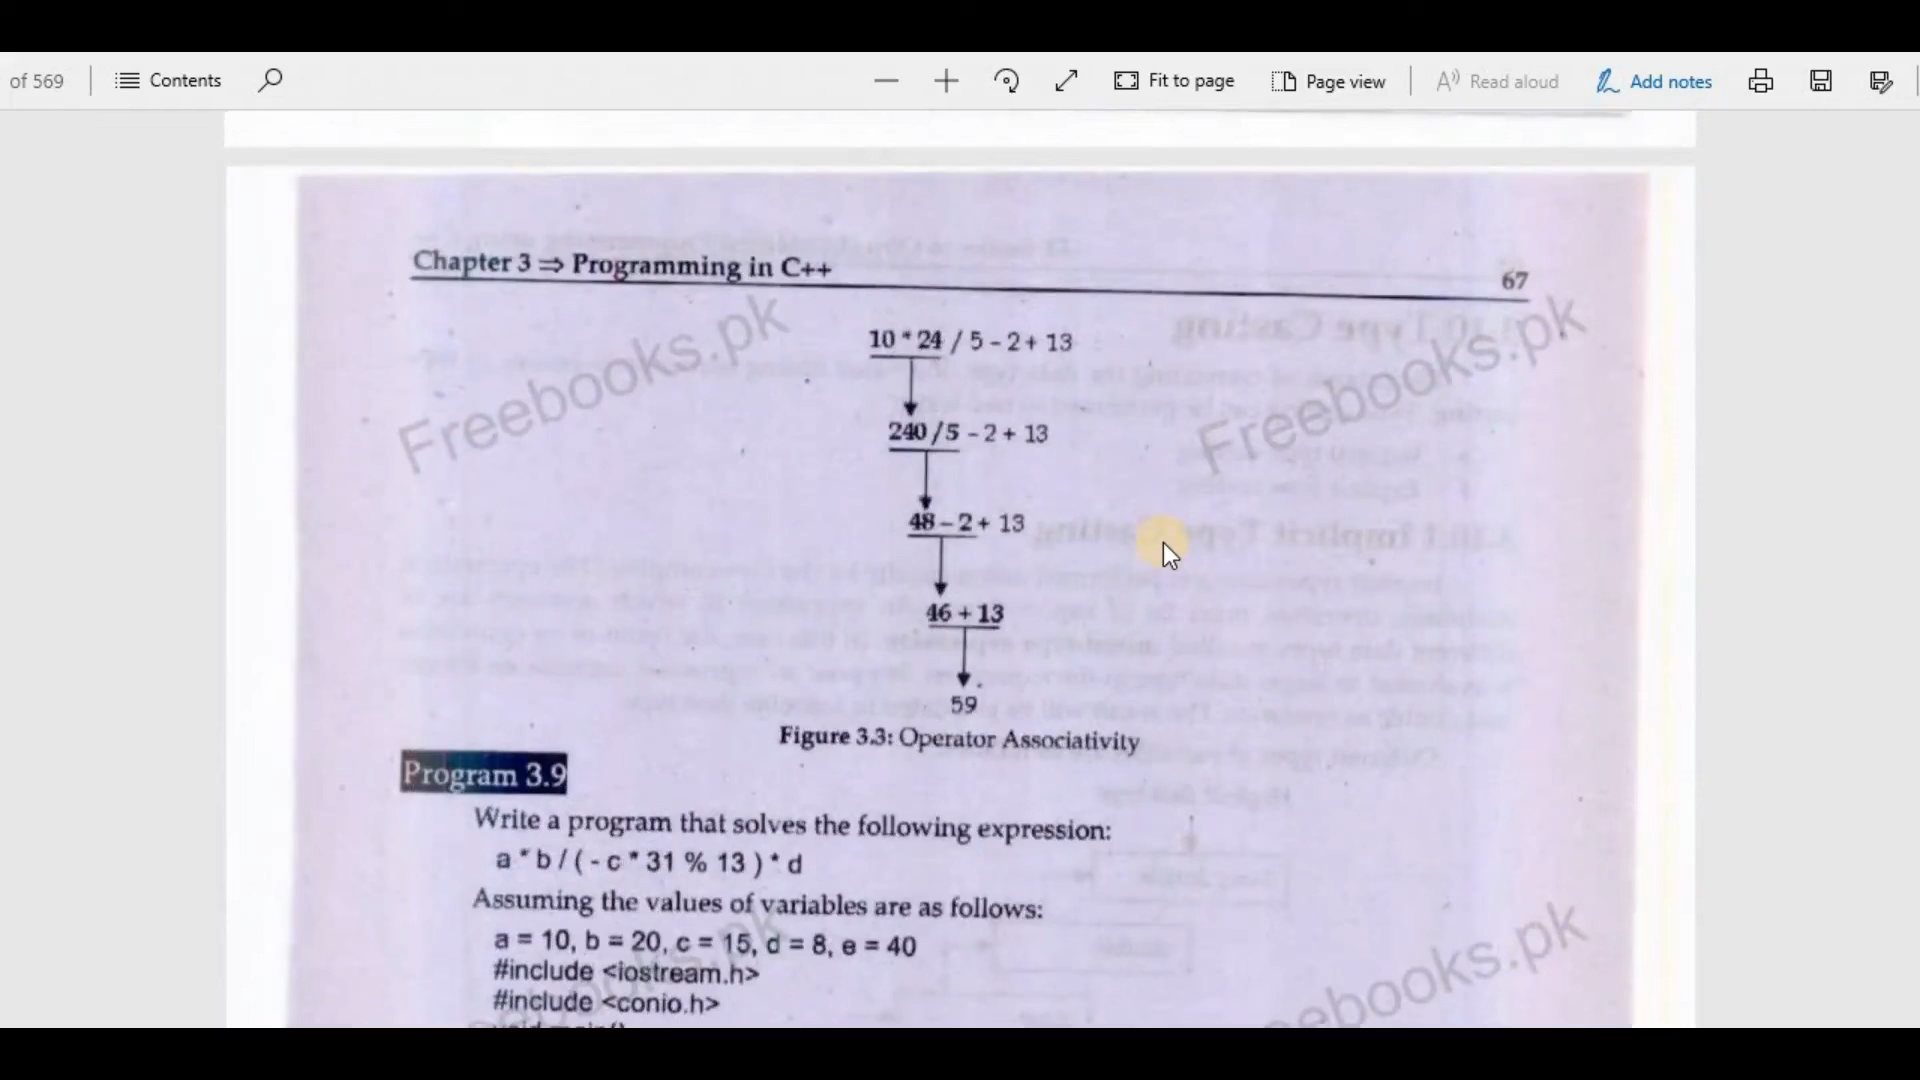 of 569
Contents
Fit to page
Page view
Read aloud
Add notes
Chapter 3 ⇒ Programming in C++
67
10 * 24 / 5 - 2 + 13
240 / 5 - 2 + 13
48 - 2 + 13
46 + 13
59
Figure 3.3: Operator Associativity
Program 3.9
Write a program that solves the following expression:
a * b / ( - c * 31 % 13 ) * d
Assuming the values of variables are as follows:
a = 10, b = 20, c = 15, d = 8, e = 40
#include <iostream.h>
#include <conio.h>
Freebooks.pk
Freebooks.pk
Freebooks.pk
Freebooks.pk